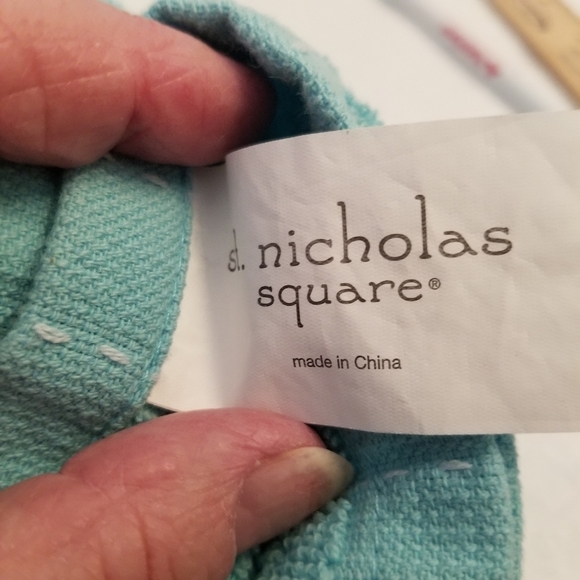 st. nicholas
square®
made in China